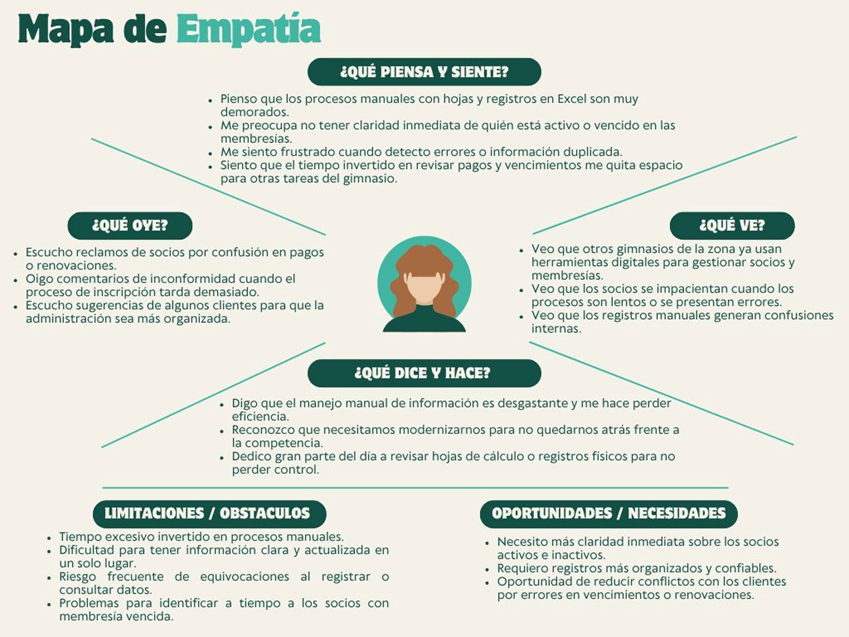 Mapa de Empatía
¿QUÉ PIENSA Y SIENTE?
• Pienso que los procesos manuales con hojas y registros en Excel son muy
demorados.
• Me preocupa no tener claridad inmediata de quién está activo o vencido en las
membresías.
• Me siento frustrado cuando detecto errores o información duplicada.
• Siento que el tiempo invertido en revisar pagos y vencimientos me quita espacio
para otras tareas del gimnasio.
¿QUÉ OYE?
• Escucho reclamos de socios por confusión en pagos
o renovaciones.
• Oigo comentarios de inconformidad cuando el
proceso de inscripción tarda demasiado.
• Escucho sugerencias de algunos clientes para que la
administración sea más organizada.
¿QUÉ VE?
• Veo que otros gimnasios de la zona ya usan
herramientas digitales para gestionar socios y
membresías.
• Veo que los socios se impacientan cuando los
procesos son lentos o se presentan errores.
• Veo que los registros manuales generan confusiones
internas.
¿QUÉ DICE Y HACE?
• Digo que el manejo manual de información es desgastante y me hace perder
eficiencia.
• Reconozco que necesitamos modernizarnos para no quedarnos atrás frente a
la competencia.
• Dedico gran parte del día a revisar hojas de cálculo o registros físicos para no
perder control.
LIMITACIONES / OBSTACULOS
• Tiempo excesivo invertido en procesos manuales.
• Dificultad para tener información clara y actualizada en
un solo lugar.
• Riesgo frecuente de equivocaciones al registrar o
consultar datos.
• Problemas para identificar a tiempo a los socios con
membresía vencida.
OPORTUNIDADES / NECESIDADES
• Necesito más claridad inmediata sobre los socios
activos e inactivos.
• Requiero registros más organizados y confiables.
• Oportunidad de reducir conflictos con los clientes
por errores en vencimientos o renovaciones.